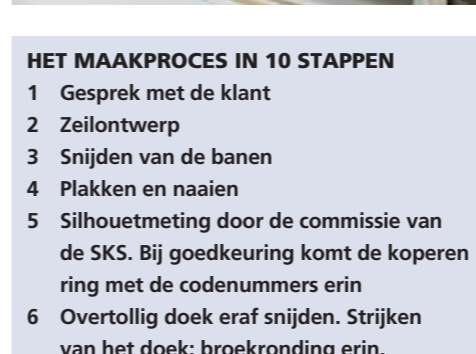 HET MAAKPROCES IN 10 STAPPEN
1 Gesprek met de klant
2 Zeilontwerp
3 Snijden van de banen
4 Plakken en naaien
5 Silhouetmeting door de commissie van
de SKS. Bij goedkeuring komt de koperen
ring met de codenummers erin
6 Overtollig doek eraf snijden. Strijken
van het doek: broekronding erin.